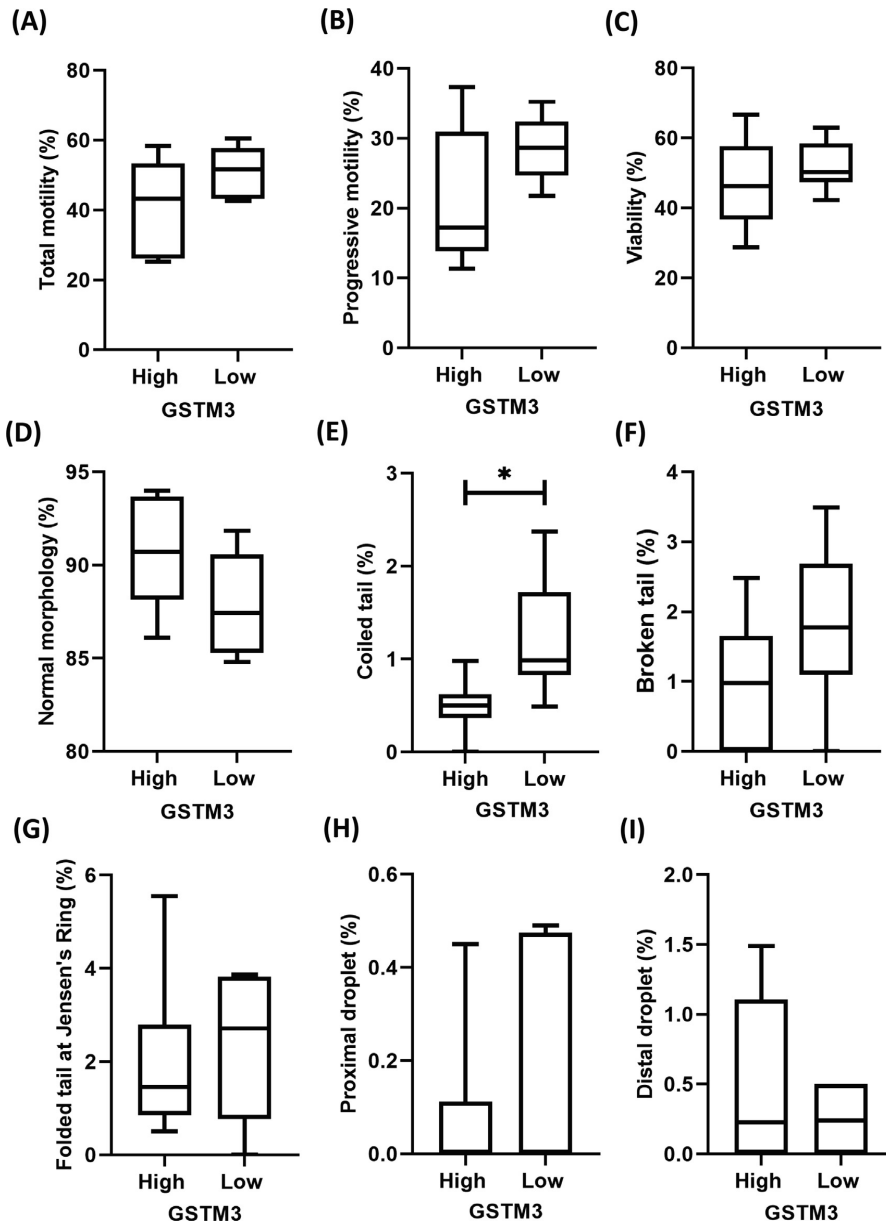 (A)
Total motility (%)
80
60
40
20
0
High Low
GSTM3
(B)
Progressive motility (%)
40
30
20
10
0
High Low
GSTM3
(C)
Viability (%)
80
60
40
20
0
High Low
GSTM3
(D)
Normal morphology (%)
95
90
85
80
High Low
GSTM3
(E)
Coiled tail (%)
3
2
1
0
*
High Low
GSTM3
(F)
Broken tail (%)
4
3
2
1
0
High Low
GSTM3
(G)
Folded tail at Jensen's Ring (%)
6
4
2
0
High Low
GSTM3
(H)
Proximal droplet (%)
0.6
0.4
0.2
0.0
High Low
GSTM3
(I)
Distal droplet (%)
2.0
1.5
1.0
0.5
0.0
High Low
GSTM3